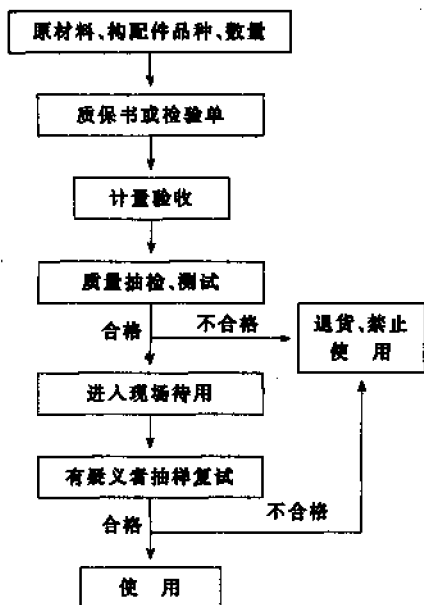 原材料、构配件品种、数量
质保书或检验单
计量验收
质量抽检、测试
合格
不合格
退货、禁止
使 用
进入现场待用
有疑义者抽样复试
合格
不合格
使 用